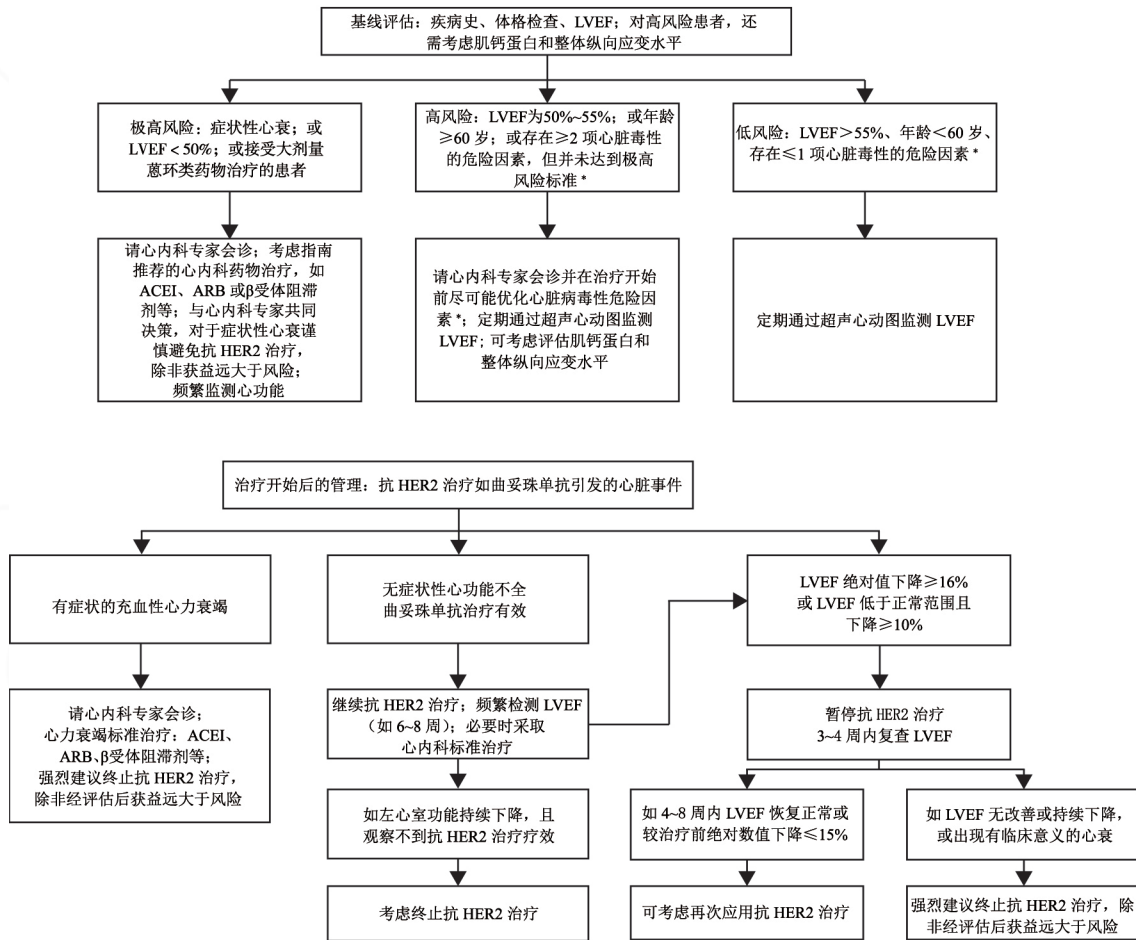 基线评估：疾病史、体格检查、LVEF；对高风险患者，还
需考虑肌钙蛋白和整体纵向应变水平
极高风险：症状性心衰；或
LVEF＜50%；或接受大剂量
蒽环类药物治疗的患者
高风险：LVEF为50%~55%；或年龄
≥60 岁；或存在≥2 项心脏毒性
的危险因素，但并未达到极高
风险标准 *
低风险：LVEF＞55%、年龄＜60 岁、
存在≤1 项心脏毒性的危险因素 *
请心内科专家会诊；考虑指南
推荐的心内科药物治疗，如
ACEI、ARB 或β受体阻滞
剂等；与心内科专家共同
决策，对于症状性心衰谨
慎避免抗 HER2 治疗，
除非获益远大于风险；
频繁监测心功能
请心内科专家会诊并在治疗开始
前尽可能优化心脏病毒性危险因
素 *；定期通过超声心动图监测
LVEF；可考虑评估肌钙蛋白和
整体纵向应变水平
定期通过超声心动图监测 LVEF
治疗开始后的管理：抗 HER2 治疗如曲妥珠单抗引发的心脏事件
有症状的充血性心力衰竭
无症状性心功能不全
曲妥珠单抗治疗有效
LVEF 绝对值下降≥16%
或 LVEF 低于正常范围且
下降≥10%
请心内科专家会诊；
心力衰竭标准治疗：ACEI、
ARB、β受体阻滞剂等；
强烈建议终止抗 HER2 治疗，
除非经评估后获益远大于风险
继续抗 HER2 治疗；频繁检测 LVEF
（如 6~8 周）；必要时采取
心内科标准治疗
暂停抗 HER2 治疗
3~4 周内复查 LVEF
如左心室功能持续下降，且
观察不到抗 HER2 治疗疗效
如 4~8 周内 LVEF 恢复正常或
较治疗前绝对数值下降≤15%
如 LVEF 无改善或持续下降，
或出现有临床意义的心衰
考虑终止抗 HER2 治疗
可考虑再次应用抗 HER2 治疗
强烈建议终止抗 HER2 治疗，除
非经评估后获益远大于风险